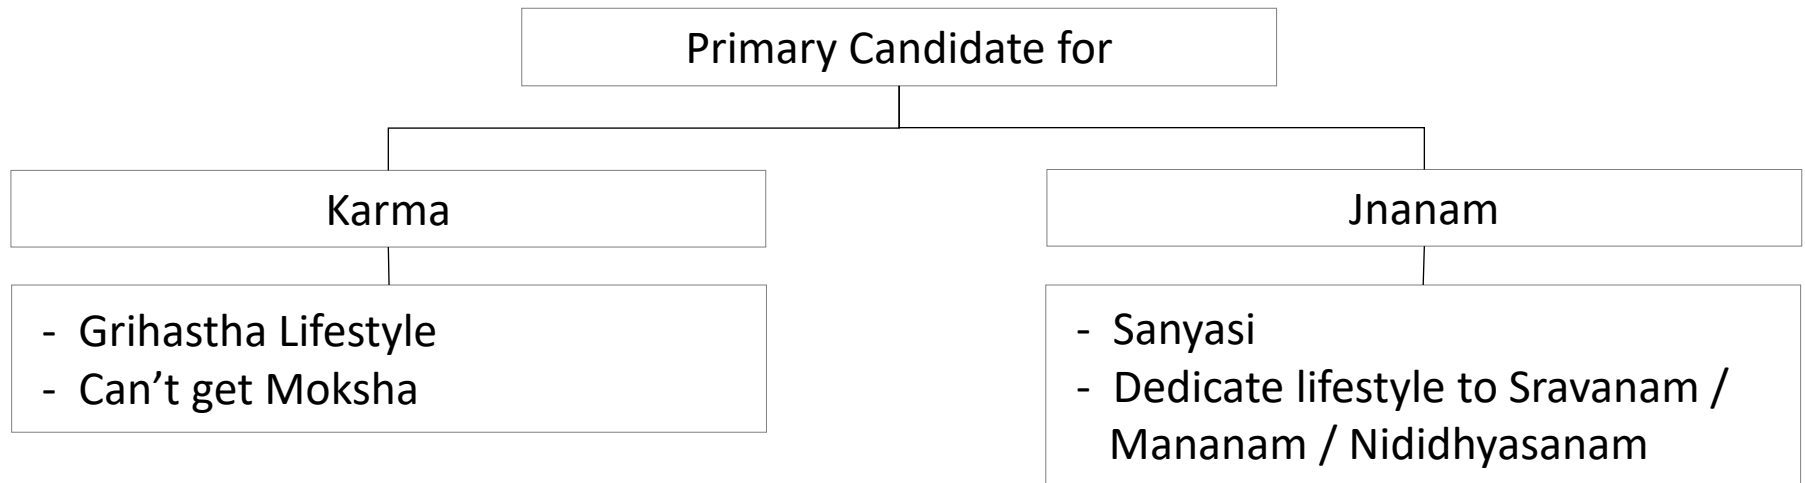 Primary Candidate for
Karma
Jnanam
- Grihastha Lifestyle
- Can’t get Moksha
- Sanyasi
- Dedicate lifestyle to Sravanam /
Mananam / Nididhyasanam